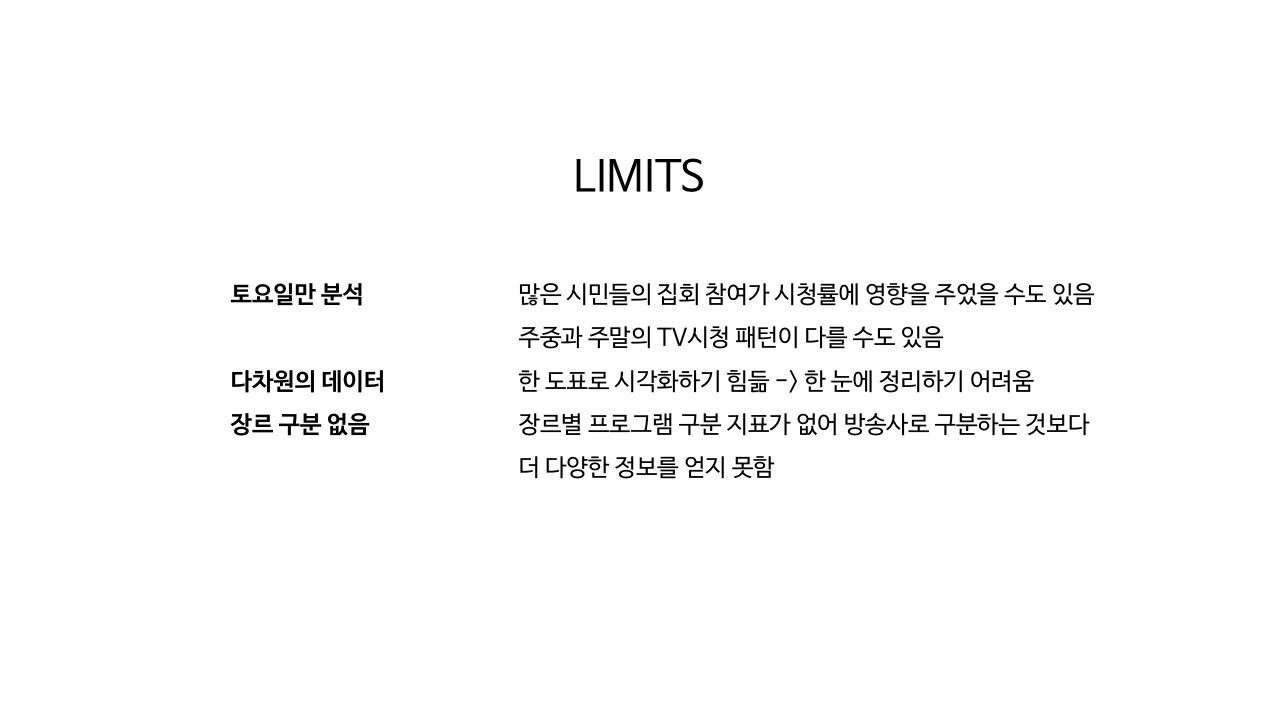 LIMITS
토요일만 분석 많은 시민들의 집회 참여가 시청률에 영향을 주었을 수도 있음
주중과 주말의 TV시청 패턴이 다를 수도 있음
다차원의 데이터 한 도표로 시각화하기 힘듦 -> 한 눈에 정리하기 어려움
장르 구분 없음 장르별 프로그램 구분 지표가 없어 방송사로 구분하는 것보다
더 다양한 정보를 얻지 못함